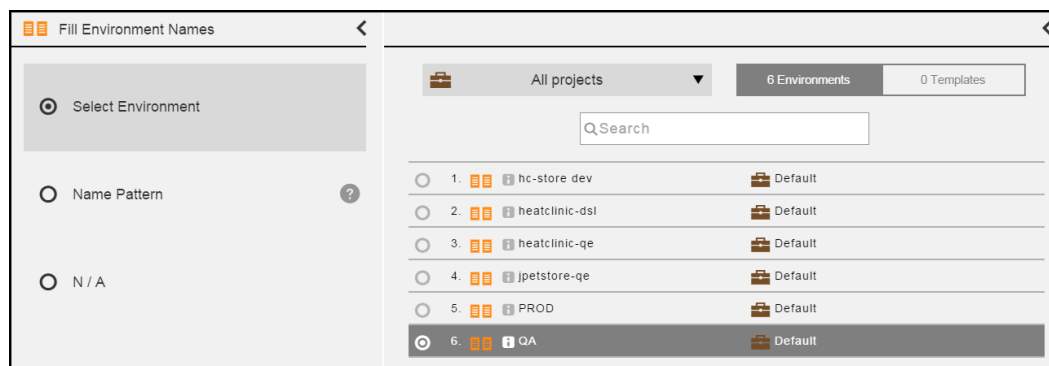 Fill Environment Names
Select Environment
Name Pattern
?
N / A
All projects
6 Environments
0 Templates
Search
1. hc-store dev Default
2. heatclinic-dsl Default
3. heatclinic-qe Default
4. jpetstore-qe Default
5. PROD Default
6. QA Default